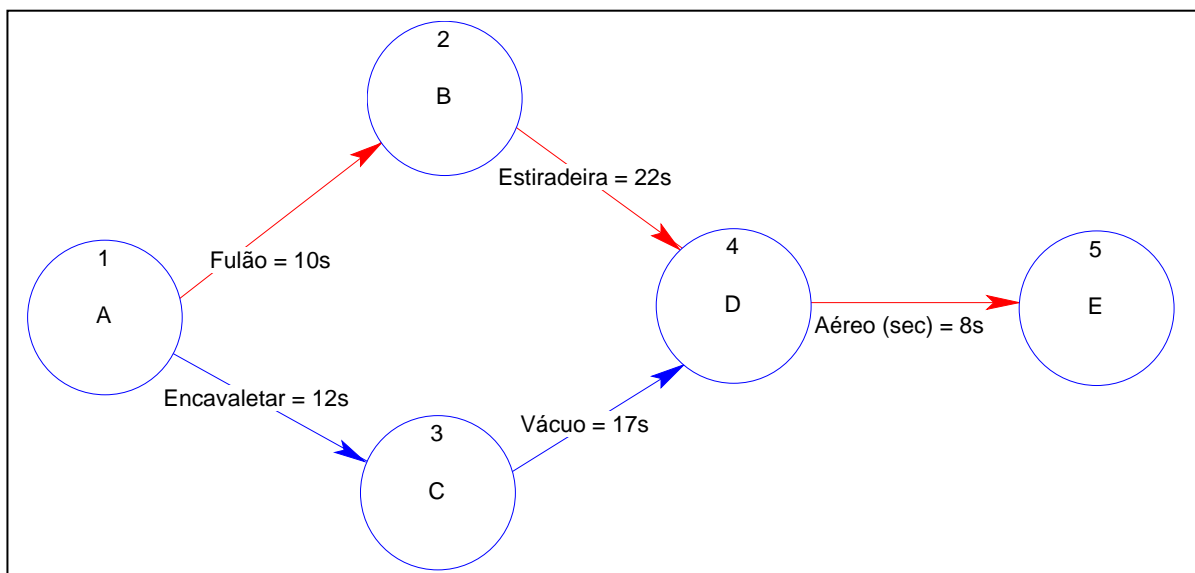 2
B
Estiradeira = 22s
1
A
Fulão = 10s
4
D
5
E
Aéreo (sec) = 8s
Encavaletar = 12s
3
C
Vácuo = 17s